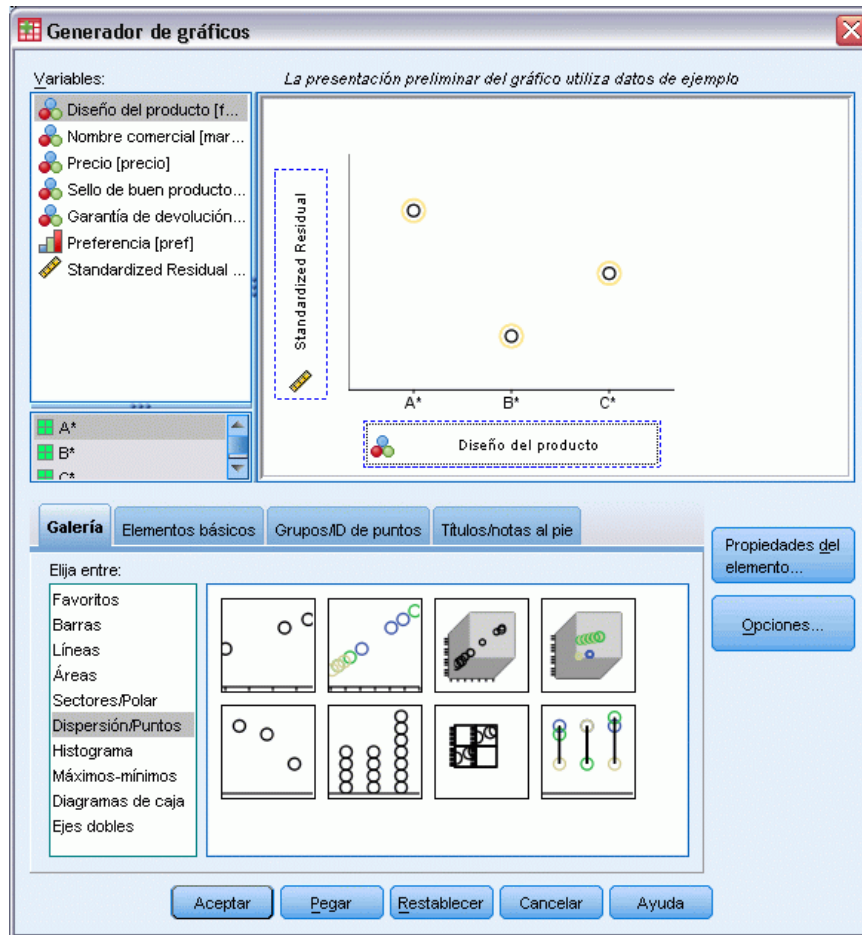 Generador de gráficos
Variables:
La presentación preliminar del gráfico utiliza datos de ejemplo
Diseño del producto [f...
Nombre comercial [mar...
Precio [precio]
Sello de buen producto...
Garantía de devolución...
Preferencia [pref]
Standardized Residual ...
Standardized Residual
A*
B*
C*
Diseño del producto
A*
B*
C*
Galería
Elementos básicos
Grupos/ID de puntos
Títulos/notas al pie
Propiedades del
elemento...
Opciones...
Elija entre:
Favoritos
Barras
Líneas
Áreas
Sectores/Polar
Dispersión/Puntos
Histograma
Máximos-mínimos
Diagramas de caja
Ejes dobles
Aceptar
Pegar
Restablecer
Cancelar
Ayuda